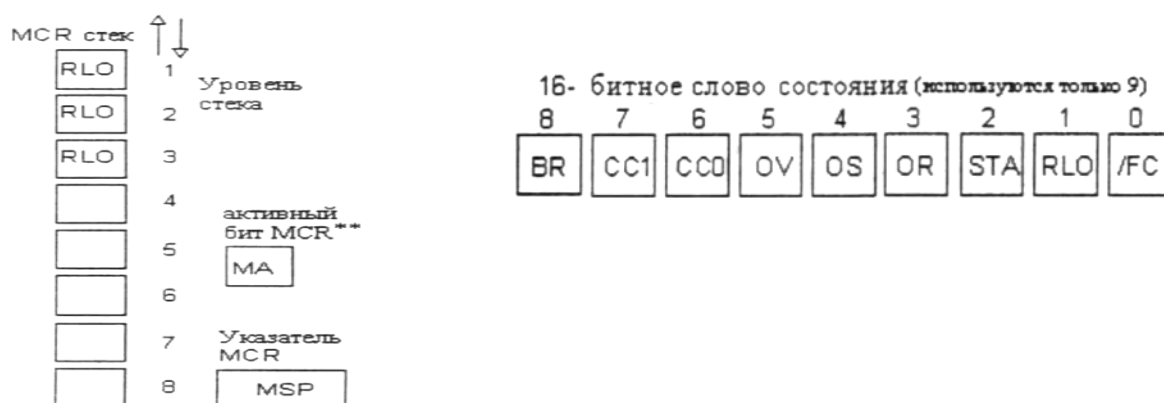 MCR стек
RLO 1
Уровень
стека
RLO 2
RLO 3
4
активный
бит MCR**
5
MA
6
7
Указатель
MCR
8
MSP
16- битное слово состояния (используются только 9)
8 7 6 5 4 3 2 1 0
BR CC1 CC0 OV OS OR STA RLO /FC